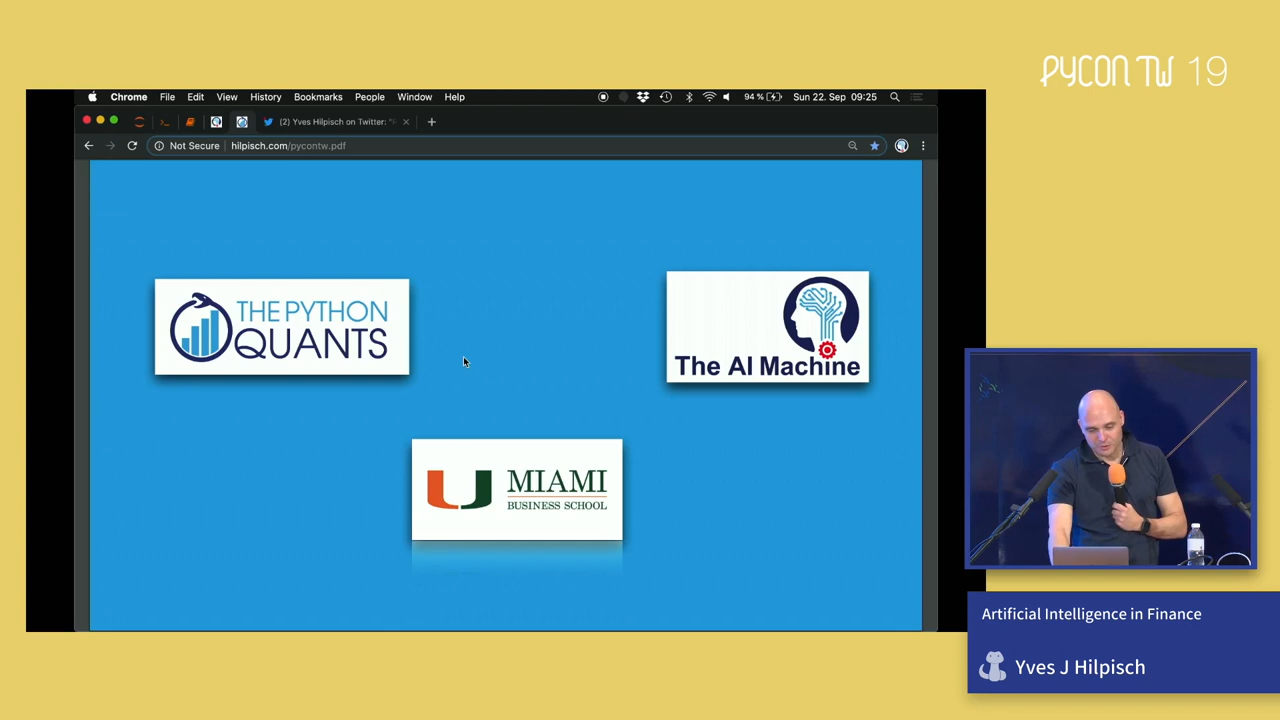 PYCON TW 19
Chrome File Edit View History Bookmarks People Window Help 94 % Sun 22. Sep 09:25
(2) Yves Hilpisch on Twitter:
Not Secure hilpisch.com/pycontw.pdf
THE PYTHON
QUANTS
The AI Machine
MIAMI
BUSINESS SCHOOL
Artificial Intelligence in Finance
Yves J Hilpisch